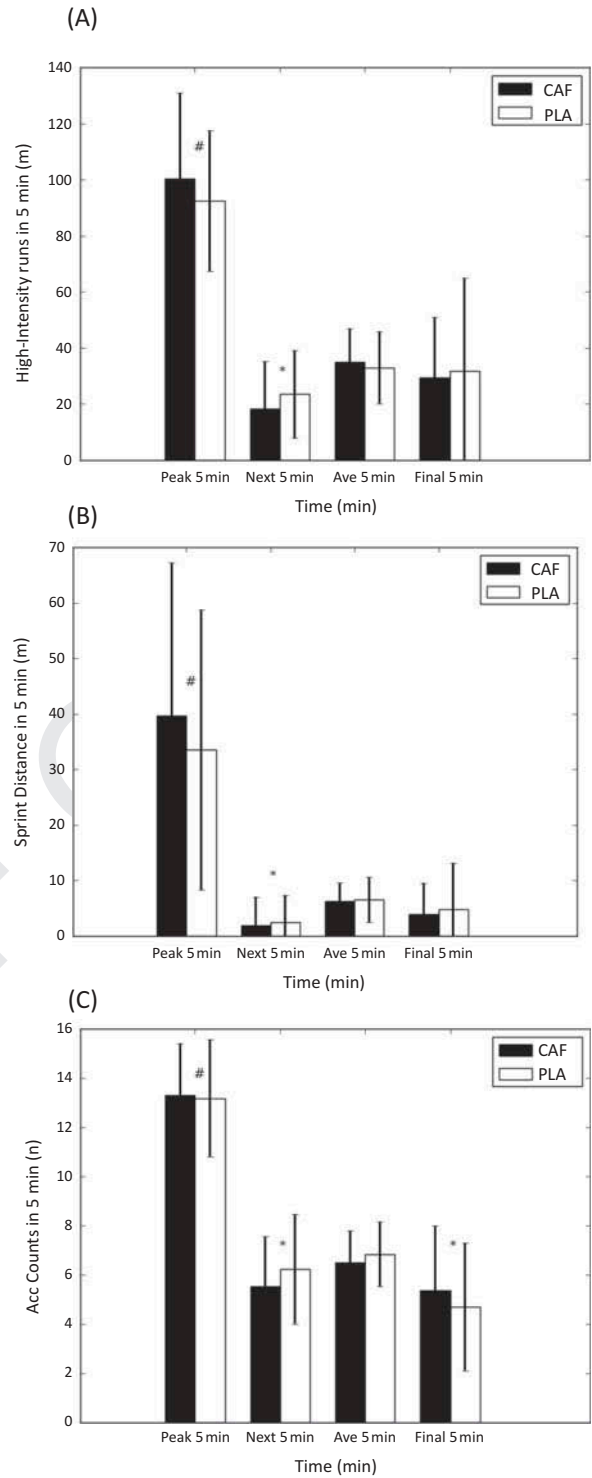 (A)
High-Intensity runs in 5 min (m)
140
120
100
80
60
40
20
0
CAF
PLA
#
*
Peak 5 min Next 5 min Ave 5 min Final 5 min
Time (min)
(B)
Sprint Distance in 5 min (m)
70
60
50
40
30
20
10
0
CAF
PLA
#
*
Peak 5 min Next 5 min Ave 5 min Final 5 min
Time (min)
(C)
Acc Counts in 5 min (n)
16
14
12
10
8
6
4
2
0
CAF
PLA
#
* *
Peak 5 min Next 5 min Ave 5 min Final 5 min
Time (min)